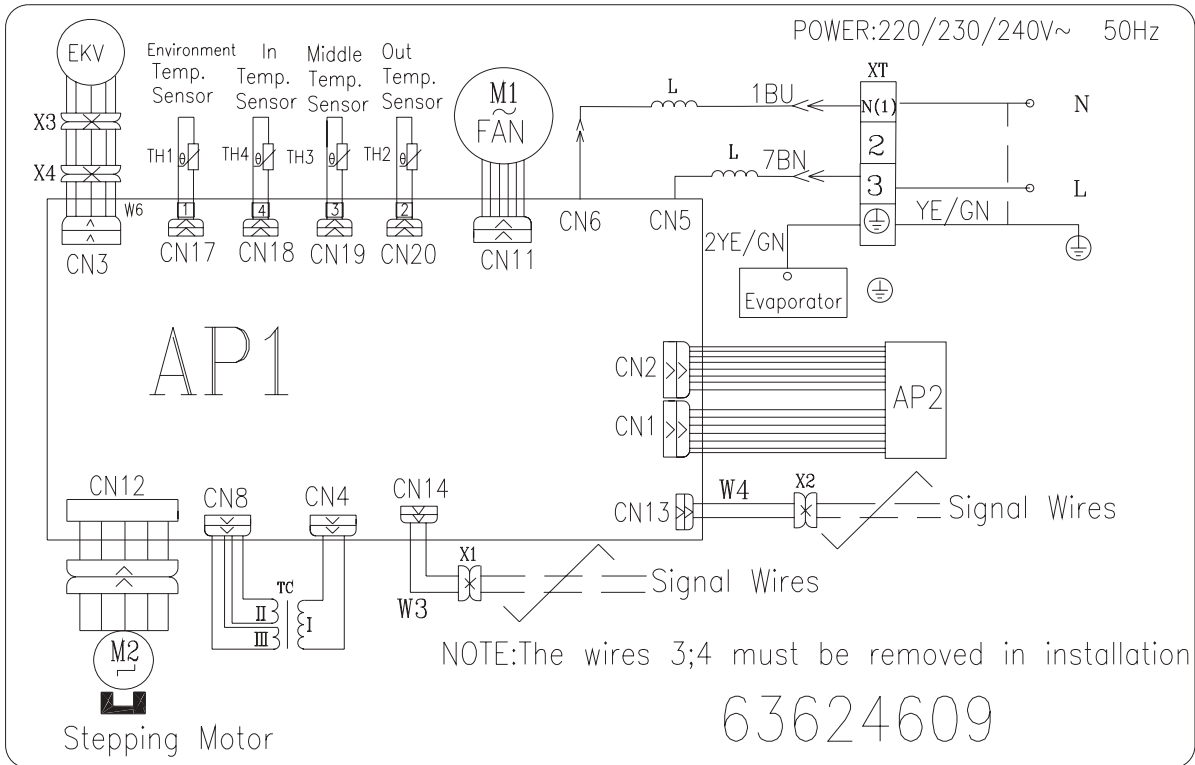 POWER:220/230/240V~ 50Hz
EKV
Environment Temp. Sensor
In Temp. Sensor
Middle Temp. Sensor
Out Temp. Sensor
M1
~
FAN
XT
L
1BU
N(1)
N
X3
2
TH1
θ
TH4
θ
TH3
θ
TH2
θ
L
7BN
3
L
X4
W6
1
4
3
2
CN6
CN5
YE/GN
CN3
CN17
CN18
CN19
CN20
CN11
2YE/GN
Evaporator
AP1
CN2
AP2
CN1
CN12
CN8
CN4
CN14
CN13
W4
X2
Signal Wires
X1
W3
Signal Wires
TC
II
III
I
M2
NOTE:The wires 3;4 must be removed in installation
63624609
Stepping Motor